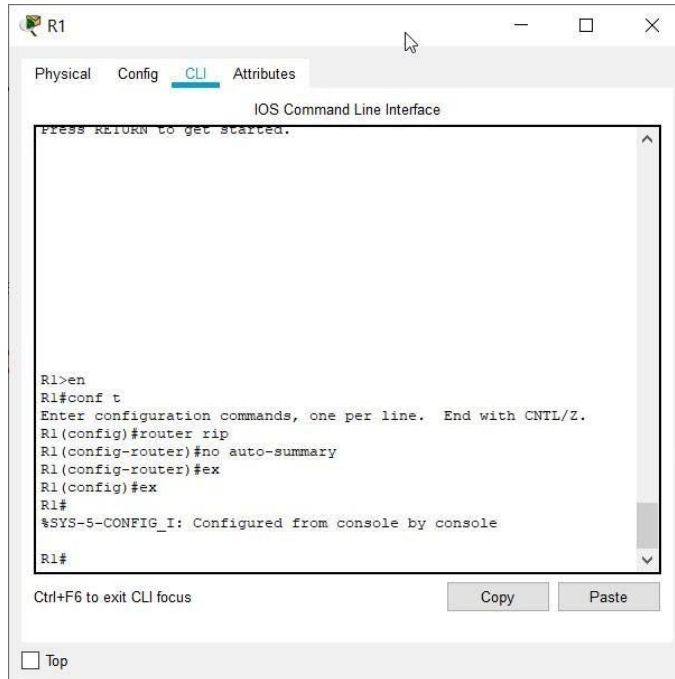 R1
Physical Config CLI Attributes
IOS Command Line Interface
Press RETURN to get started.
R1>en
R1#conf t
Enter configuration commands, one per line.  End with CNTL/Z.
R1(config)#router rip
R1(config-router)#no auto-summary
R1(config-router)#ex
R1(config)#ex
R1#
%SYS-5-CONFIG_I: Configured from console by console
R1#
Ctrl+F6 to exit CLI focus
Copy Paste
Top